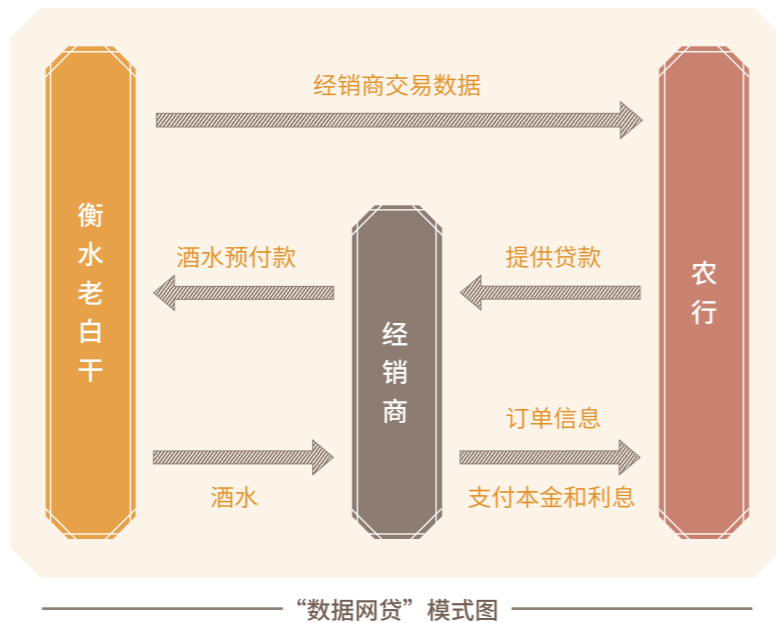 经销商交易数据
衡水老白干
酒水预付款
提供贷款
农行
经销商
订单信息
酒水
支付本金和利息
“数据网贷”模式图